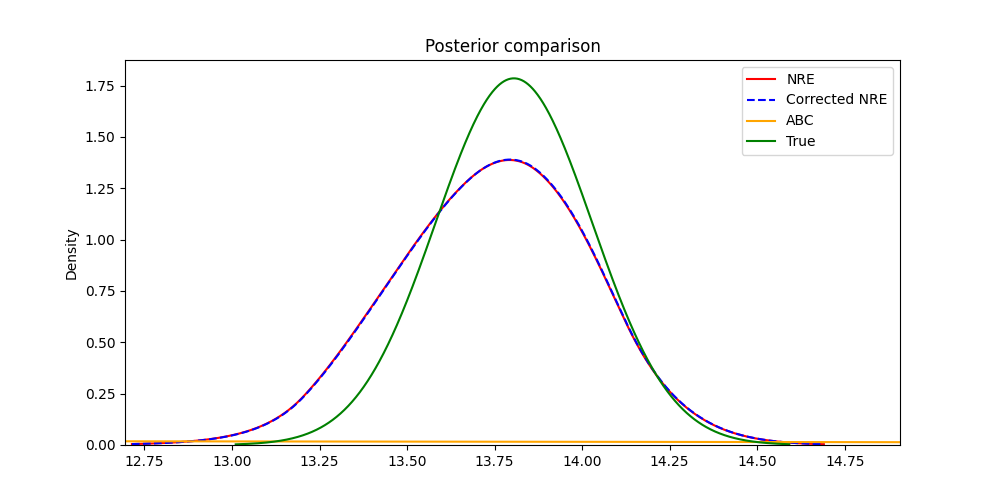 Posterior comparison
NRE
Corrected NRE
ABC
True
Density
1.75
1.50
1.25
1.00
0.75
0.50
0.25
0.00
12.75 13.00 13.25 13.50 13.75 14.00 14.25 14.50 14.75